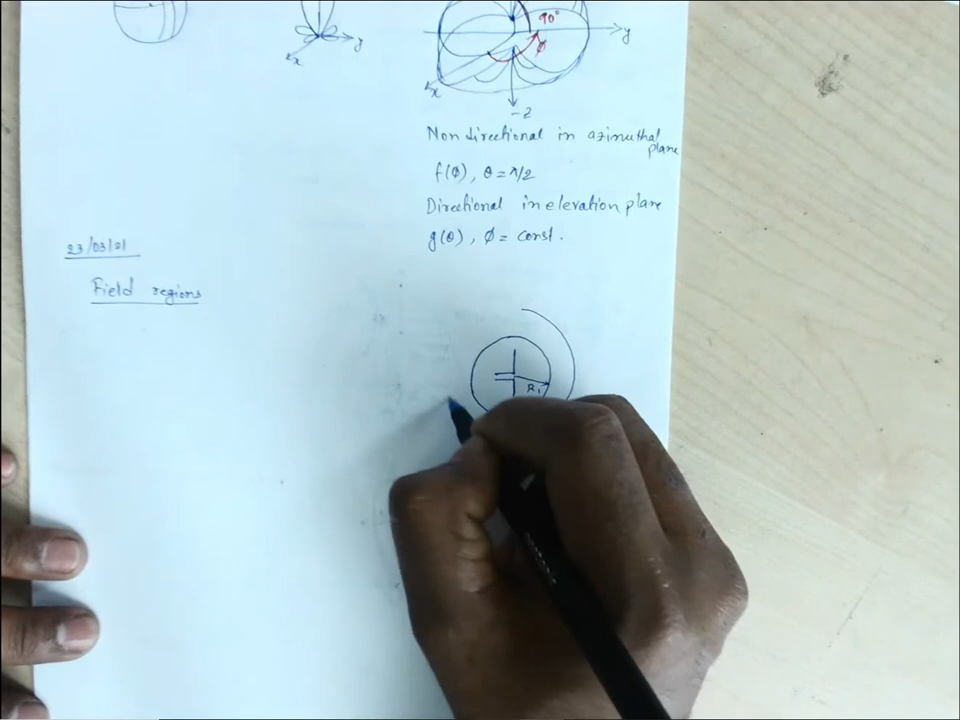 y
x
90°
ϕ
y
x
-z
Non directional in azimuthal
plane
f(ϕ), θ = π/2
Directional in elevation plane
g(θ), ϕ = const.
23/03/21
Field regions
R1